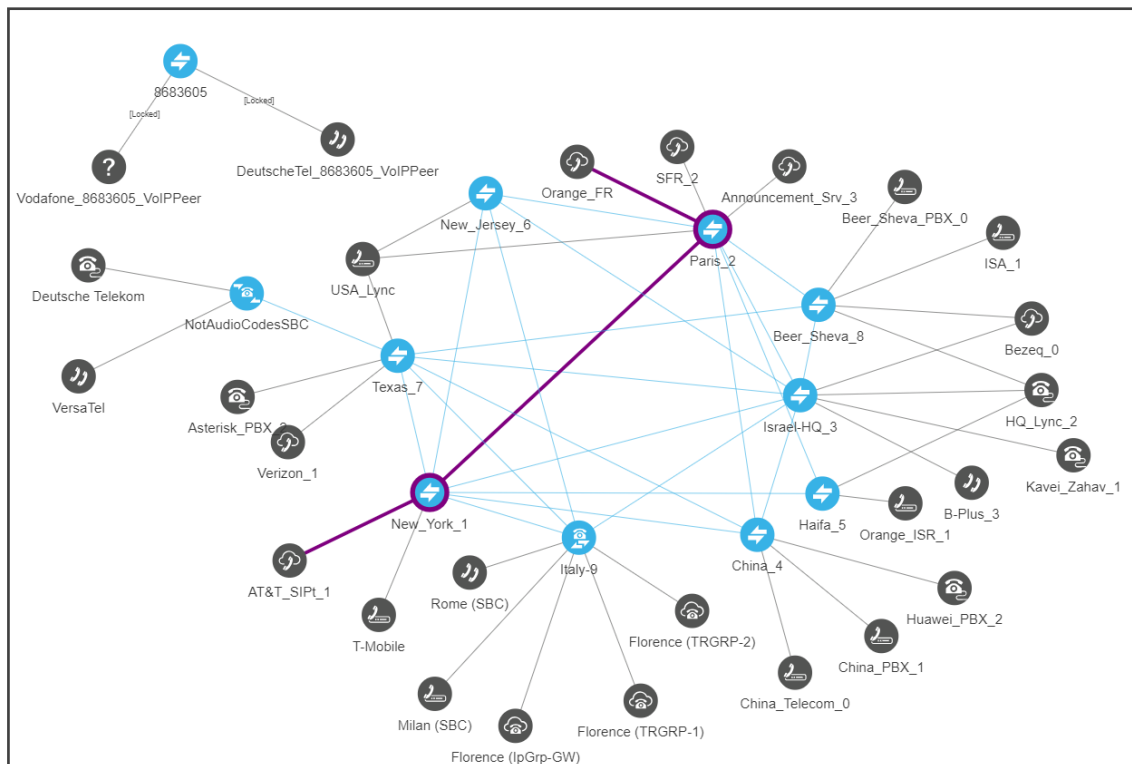 8683605
[Locked]
[Locked]
Vodafone_8683605_VoIPPeer
DeutscheTel_8683605_VoIPPeer
Orange_FR
SFR_2
Announcement_Srv_3
Beer_Sheva_PBX_0
New_Jersey_6
Paris_2
ISA_1
Deutsche Telekom
USA_Lync
NotAudioCodesSBC
Beer_Sheva_8
Bezeq_0
Texas_7
VersaTel
Asterisk_PBX_
Israel-HQ_3
HQ_Lync_2
Verizon_1
Kavei_Zahav_1
New_York_1
Haifa_5
B-Plus_3
Orange_ISR_1
Italy-9
China_4
AT&T_SIPt_1
Rome (SBC)
Huawei_PBX_2
T-Mobile
Florence (TRGRP-2)
China_PBX_1
China_Telecom_0
Milan (SBC)
Florence (TRGRP-1)
Florence (IpGrp-GW)